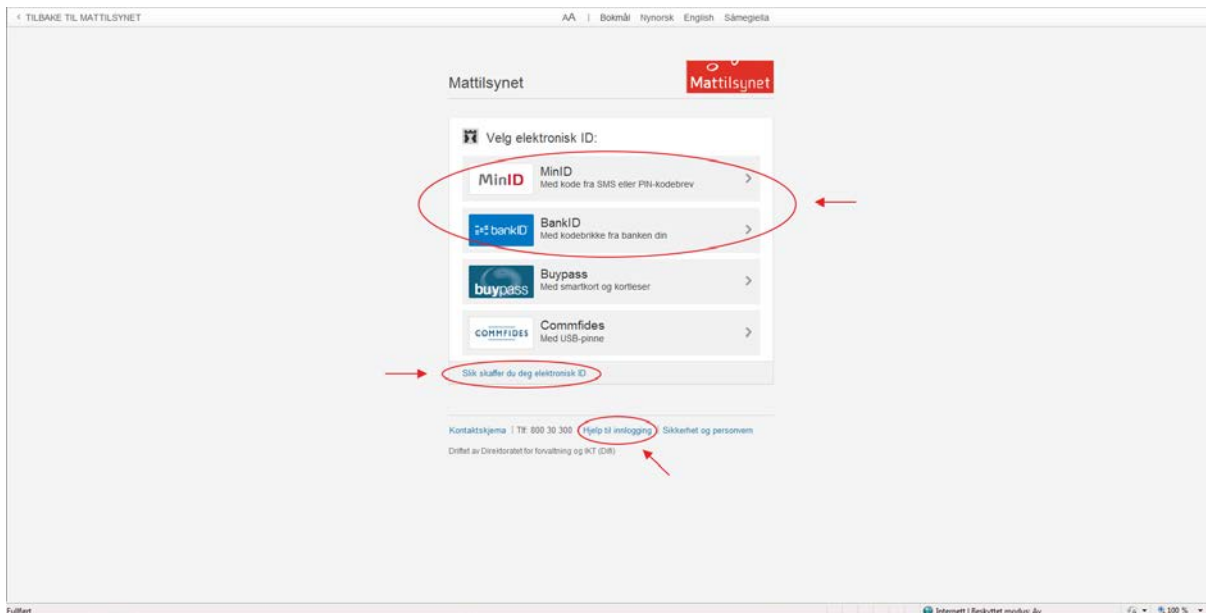 ‹ TILBAKE TIL MATTILSYNET
AA | Bokmål Nynorsk English Sámegiella
Mattilsynet
Mattilsynet
Velg elektronisk ID:
MinID
MinID
Med kode fra SMS eller PIN-kodebrev
bankID
BankID
Med kodebrikke fra banken din
buypass
Buypass
Med smartkort og kortleser
COMMFIDES
Commfides
Med USB-pinne
Slik skaffer du deg elektronisk ID
Kontaktskjema | Tlf: 800 30 300 | Hjelp til innlogging | Sikkerhet og personvern
Driftet av Direktoratet for forvaltning og IKT (Difi)
Fullført
Internett | Beskyttet modus: Av
100 %